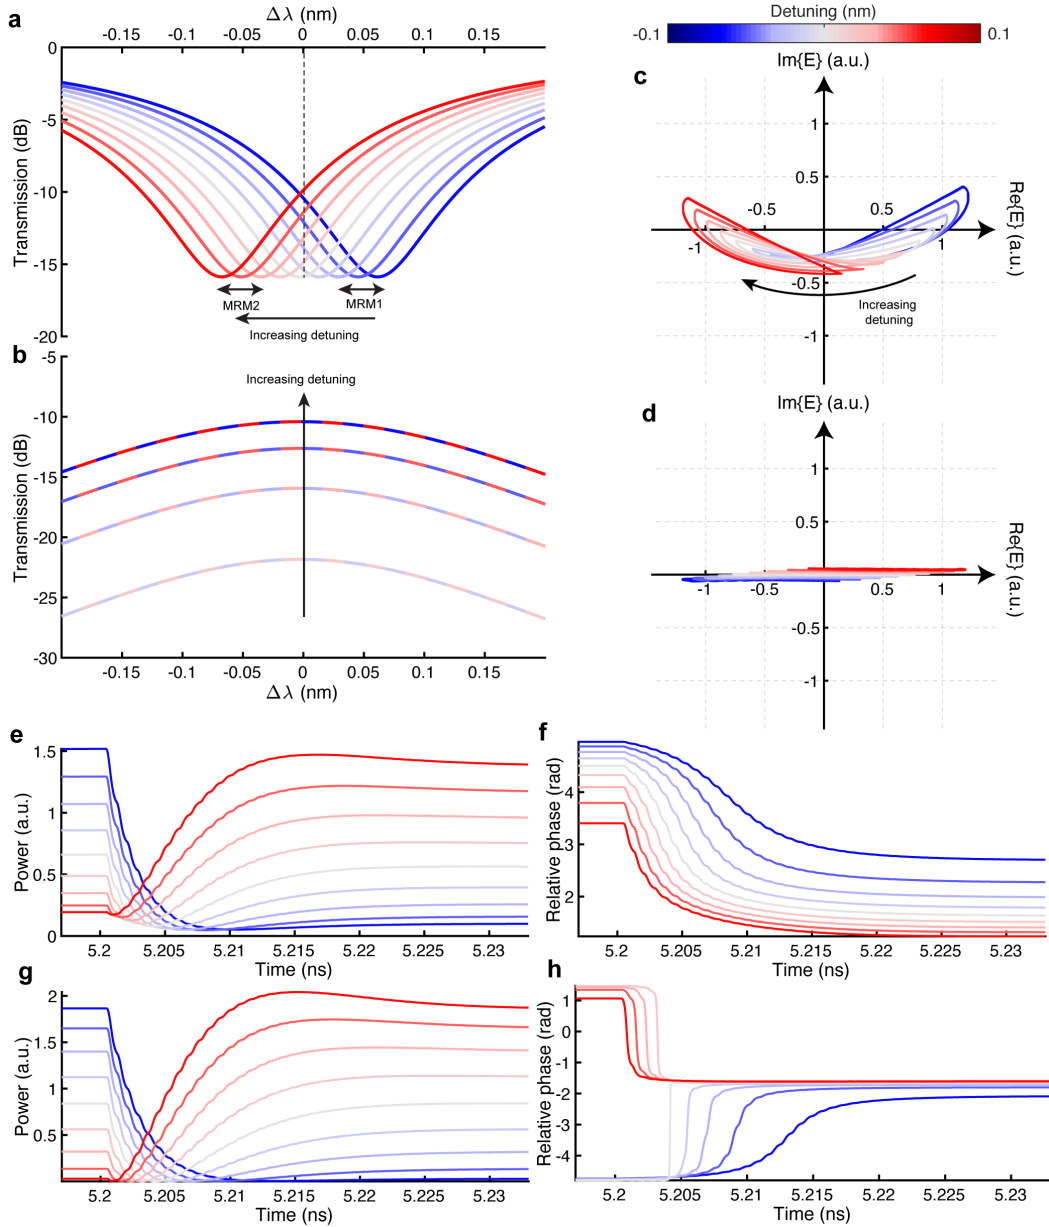 a
Δλ (nm)
-0.15 -0.1 -0.05 0 0.05 0.1 0.15
0
-5
-10
-15
-20
Transmission (dB)
MRM2
MRM1
Increasing detuning
Detuning (nm)
-0.1
0.1
c
Im{E} (a.u.)
1
0.5
-0.5
0.5
-1
1
-0.5
-1
Re{E} (a.u.)
Increasing
detuning
b
-5
-10
-15
-20
-25
-30
Transmission (dB)
Increasing detuning
-0.15 -0.1 -0.05 0 0.05 0.1 0.15
Δλ (nm)
d
Im{E} (a.u.)
1
0.5
-1 -0.5 0.5 1
-0.5
-1
Re{E} (a.u.)
e
1.5
1
0.5
0
Power (a.u.)
5.2 5.205 5.21 5.215 5.22 5.225 5.23
Time (ns)
f
4
3
2
Relative phase (rad)
5.2 5.205 5.21 5.215 5.22 5.225 5.23
Time (ns)
g
2
1.5
1
0.5
Power (a.u.)
5.2 5.205 5.21 5.215 5.22 5.225 5.23
Time (ns)
h
1
0
-1
-2
-3
-4
Relative phase (rad)
5.2 5.205 5.21 5.215 5.22 5.225 5.23
Time (ns)